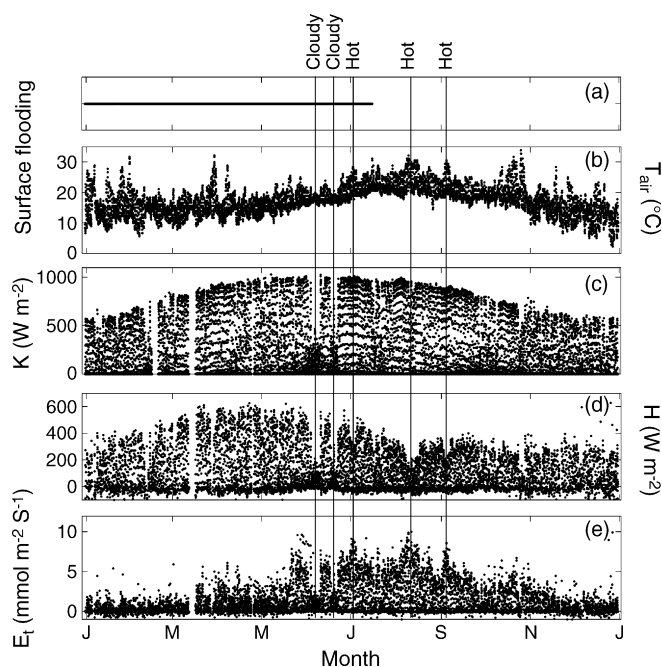 Cloudy
Cloudy
Hot
Hot
Hot
Surface flooding
(a)
30
20
10
0
(b)
T_air (°C)
K (W m⁻²)
1000
500
0
(c)
600
400
200
0
(d)
H (W m⁻²)
E_t (mmol m⁻² S⁻¹)
10
5
0
(e)
J M M J S N J
Month